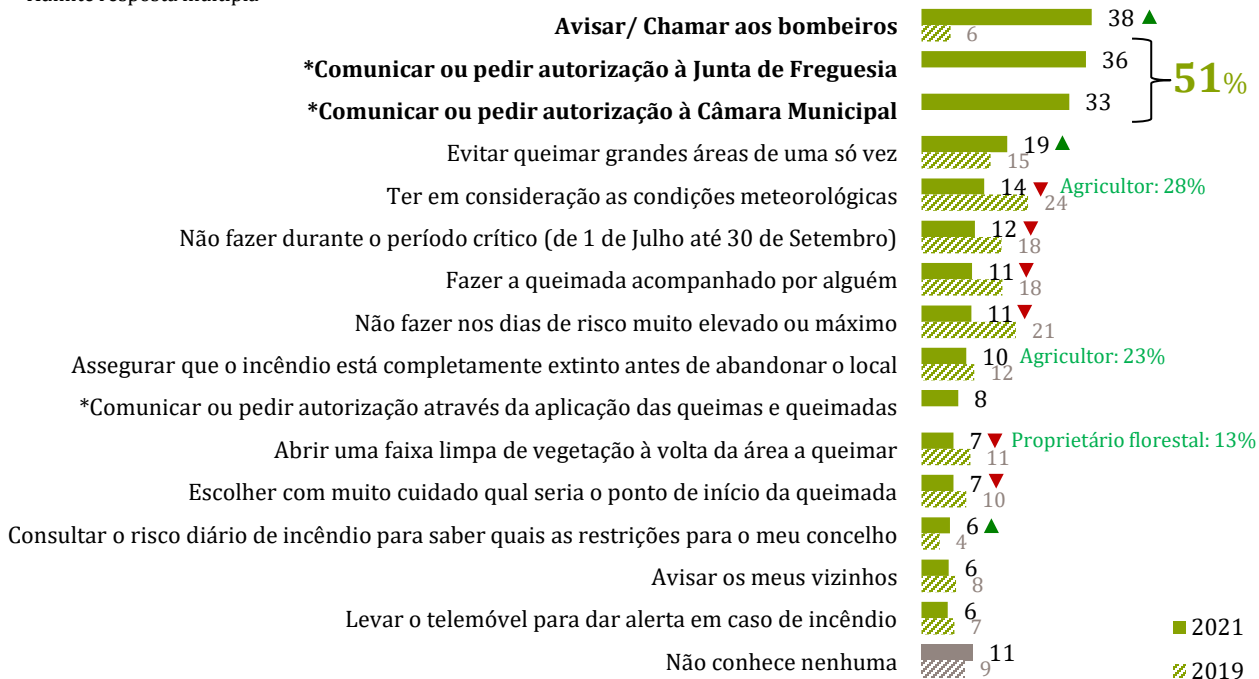 Admite resposta múltipla
Avisar/ Chamar aos bombeiros 38 ▲
6
*Comunicar ou pedir autorização à Junta de Freguesia 36
51%
*Comunicar ou pedir autorização à Câmara Municipal 33
Evitar queimar grandes áreas de uma só vez 19 ▲
15
Ter em consideração as condições meteorológicas 14 ▼ Agricultor: 28%
24
Não fazer durante o período crítico (de 1 de Julho até 30 de Setembro) 12 ▼
18
Fazer a queimada acompanhado por alguém 11 ▼
18
Não fazer nos dias de risco muito elevado ou máximo 11 ▼
21
Assegurar que o incêndio está completamente extinto antes de abandonar o local 10 Agricultor: 23%
12
*Comunicar ou pedir autorização através da aplicação das queimas e queimadas 8
Abrir uma faixa limpa de vegetação à volta da área a queimar 7 ▼ Proprietário florestal: 13%
11
Escolher com muito cuidado qual seria o ponto de início da queimada 7 ▼
10
Consultar o risco diário de incêndio para saber quais as restrições para o meu concelho 6 ▲
4
Avisar os meus vizinhos 6
8
Levar o telemóvel para dar alerta em caso de incêndio 6
7
2021
Não conhece nenhuma 11
9
2019